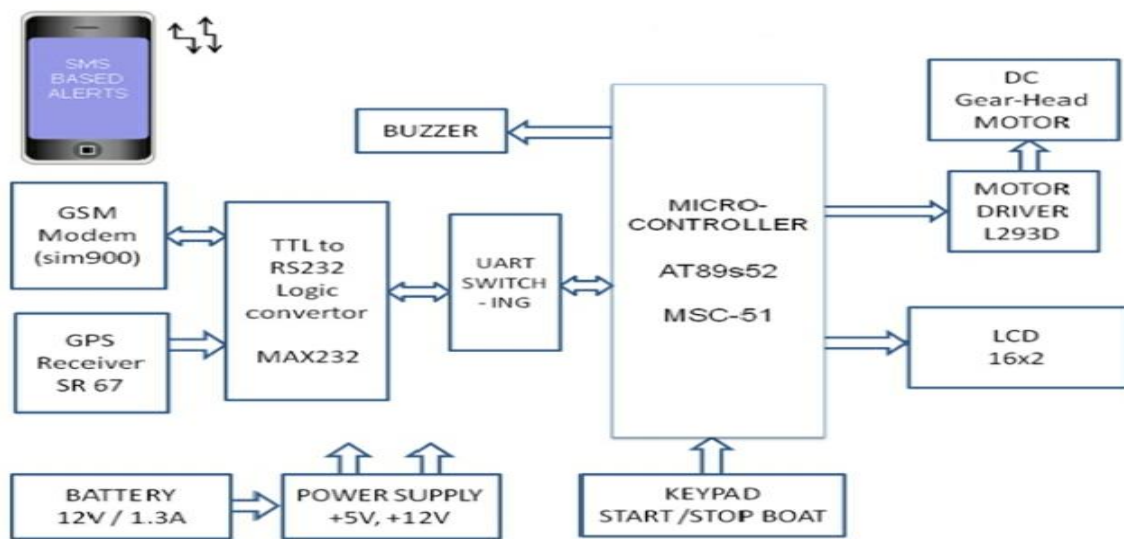 SMS
BASED
ALERTS
DC
Gear-Head
MOTOR
BUZZER
GSM
Modem
(sim900)
TTL to
RS232
Logic
convertor
MAX232
UART
SWITCH
- ING
MICRO-
CONTROLLER
AT89s52
MSC-51
MOTOR
DRIVER
L293D
GPS
Receiver
SR 67
LCD
16x2
BATTERY
12V / 1.3A
POWER SUPPLY
+5V, +12V
KEYPAD
START /STOP BOAT